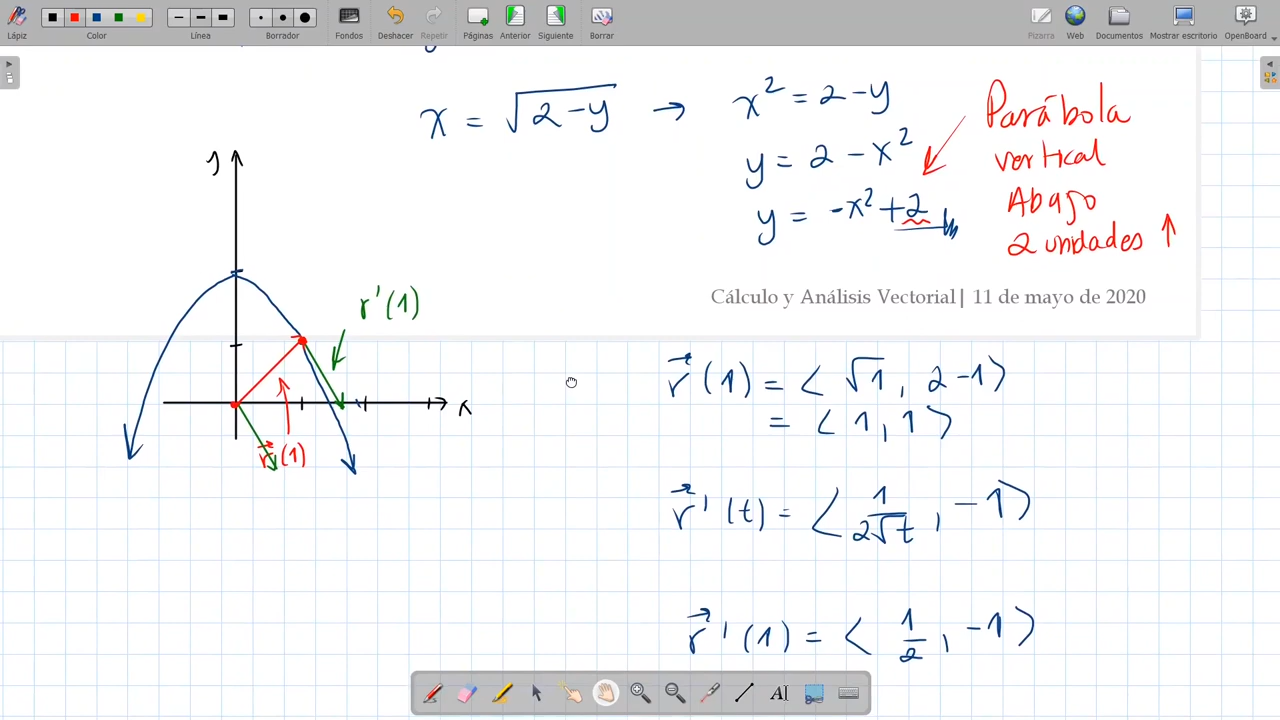 Lápiz Color Línea Borrador Fondos Deshacer Repetir Páginas Anterior Siguiente Borrar Pizarra Web Documentos Mostrar escritorio OpenBoard
x = √2-y → x² = 2-y
y = 2 - x²
y = -x² + 2
Parábola
vertical
Abajo
2 unidades ↑
Cálculo y Análisis Vectorial| 11 de mayo de 2020
y
r'(1)
x
r⃗(1)
r⃗(1) = ⟨√1, 2-1⟩
= ⟨1, 1⟩
r⃗'(t) = ⟨1/2√t, -1⟩
r⃗'(1) = ⟨1/2, -1⟩
AI